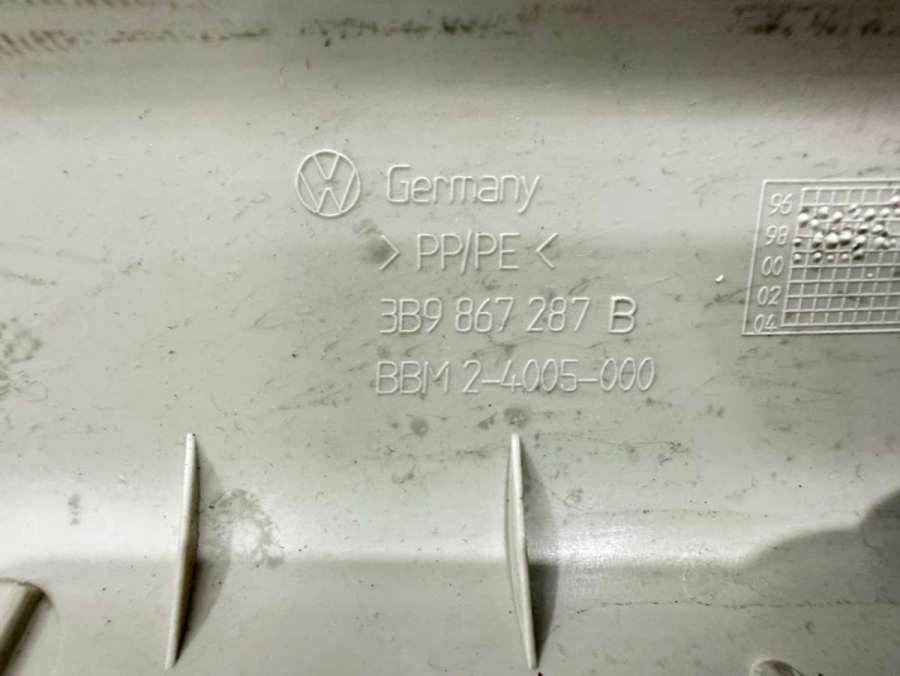 Germany
> PP/PE <
3B9 867 287 B
BBM 2-4005-000
96
98
00
02
04